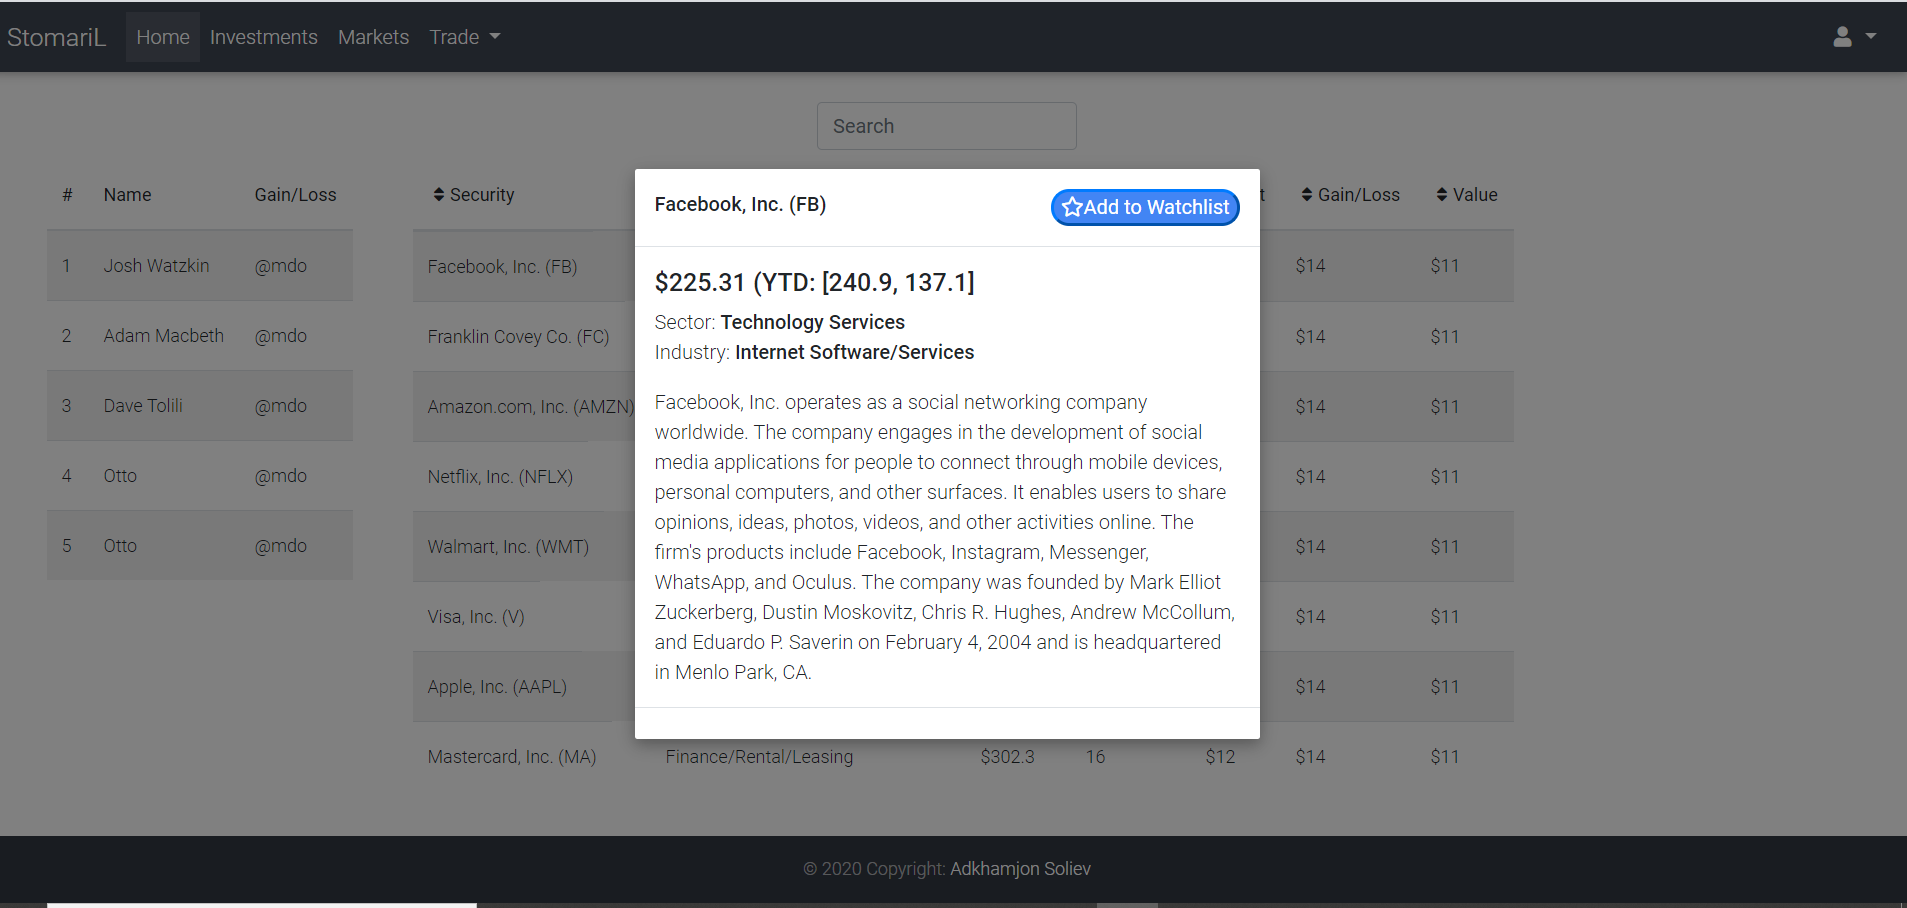 StomariL Home Investments Markets Trade
Search
# Name Gain/Loss
1 Josh Watzkin @mdo
2 Adam Macbeth @mdo
3 Dave Tolili @mdo
4 Otto @mdo
5 Otto @mdo
Security Gain/Loss Value
Facebook, Inc. (FB) $14 $11
Franklin Covey Co. (FC) $14 $11
Amazon.com, Inc. (AMZN) $14 $11
Netflix, Inc. (NFLX) $14 $11
Walmart, Inc. (WMT) $14 $11
Visa, Inc. (V) $14 $11
Apple, Inc. (AAPL) $14 $11
Mastercard, Inc. (MA) Finance/Rental/Leasing $302.3 16 $12 $14 $11
Facebook, Inc. (FB) Add to Watchlist
$225.31 (YTD: [240.9, 137.1]
Sector: Technology Services
Industry: Internet Software/Services
Facebook, Inc. operates as a social networking company
worldwide. The company engages in the development of social
media applications for people to connect through mobile devices,
personal computers, and other surfaces. It enables users to share
opinions, ideas, photos, videos, and other activities online. The
firm's products include Facebook, Instagram, Messenger,
WhatsApp, and Oculus. The company was founded by Mark Elliot
Zuckerberg, Dustin Moskovitz, Chris R. Hughes, Andrew McCollum,
and Eduardo P. Saverin on February 4, 2004 and is headquartered
in Menlo Park, CA.
© 2020 Copyright: Adkhamjon Soliev